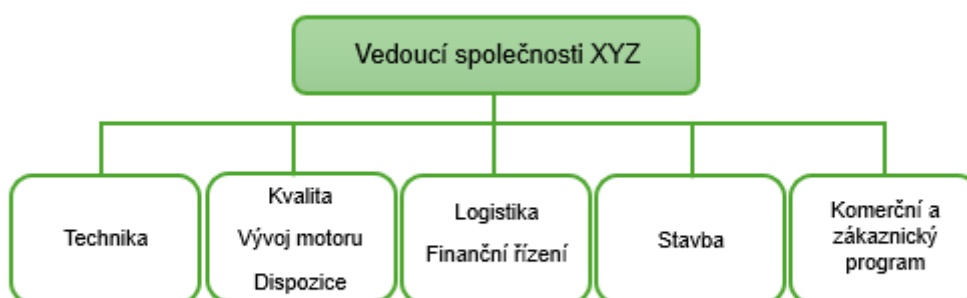 Vedoucí společnosti XYZ
Technika
Kvalita
Vývoj motoru
Dispozice
Logistika
Finanční řízení
Stavba
Komerční a
zákaznický
program